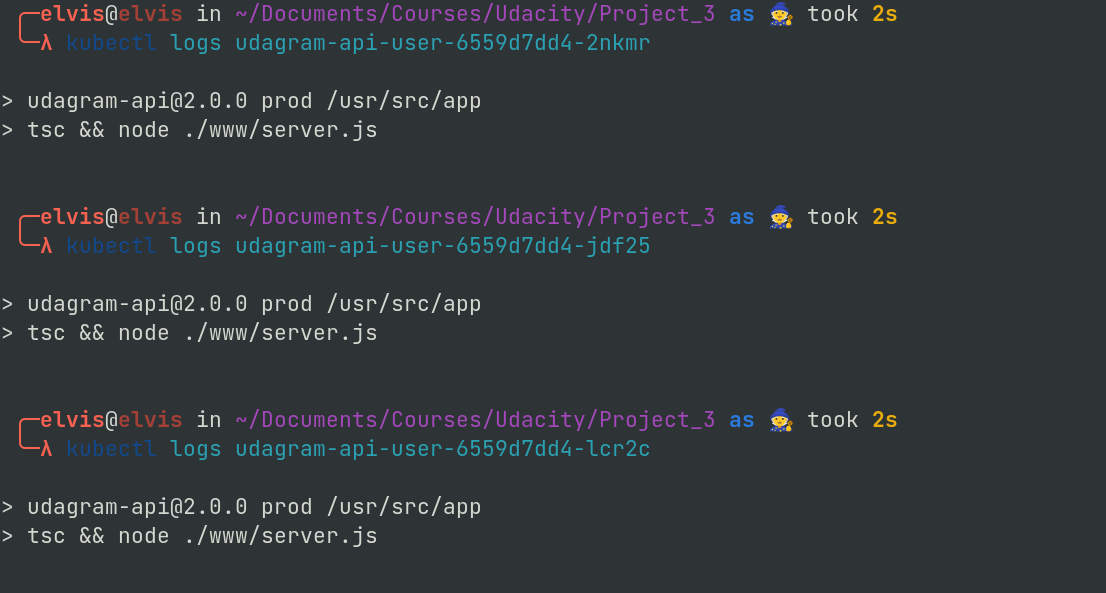 elvis@elvis in ~/Documents/Courses/Udacity/Project_3 as 🧙 took 2s
λ kubectl logs udagram-api-user-6559d7dd4-2nkmr
> udagram-api@2.0.0 prod /usr/src/app
> tsc && node ./www/server.js
elvis@elvis in ~/Documents/Courses/Udacity/Project_3 as 🧙 took 2s
λ kubectl logs udagram-api-user-6559d7dd4-jdf25
> udagram-api@2.0.0 prod /usr/src/app
> tsc && node ./www/server.js
elvis@elvis in ~/Documents/Courses/Udacity/Project_3 as 🧙 took 2s
λ kubectl logs udagram-api-user-6559d7dd4-lcr2c
> udagram-api@2.0.0 prod /usr/src/app
> tsc && node ./www/server.js